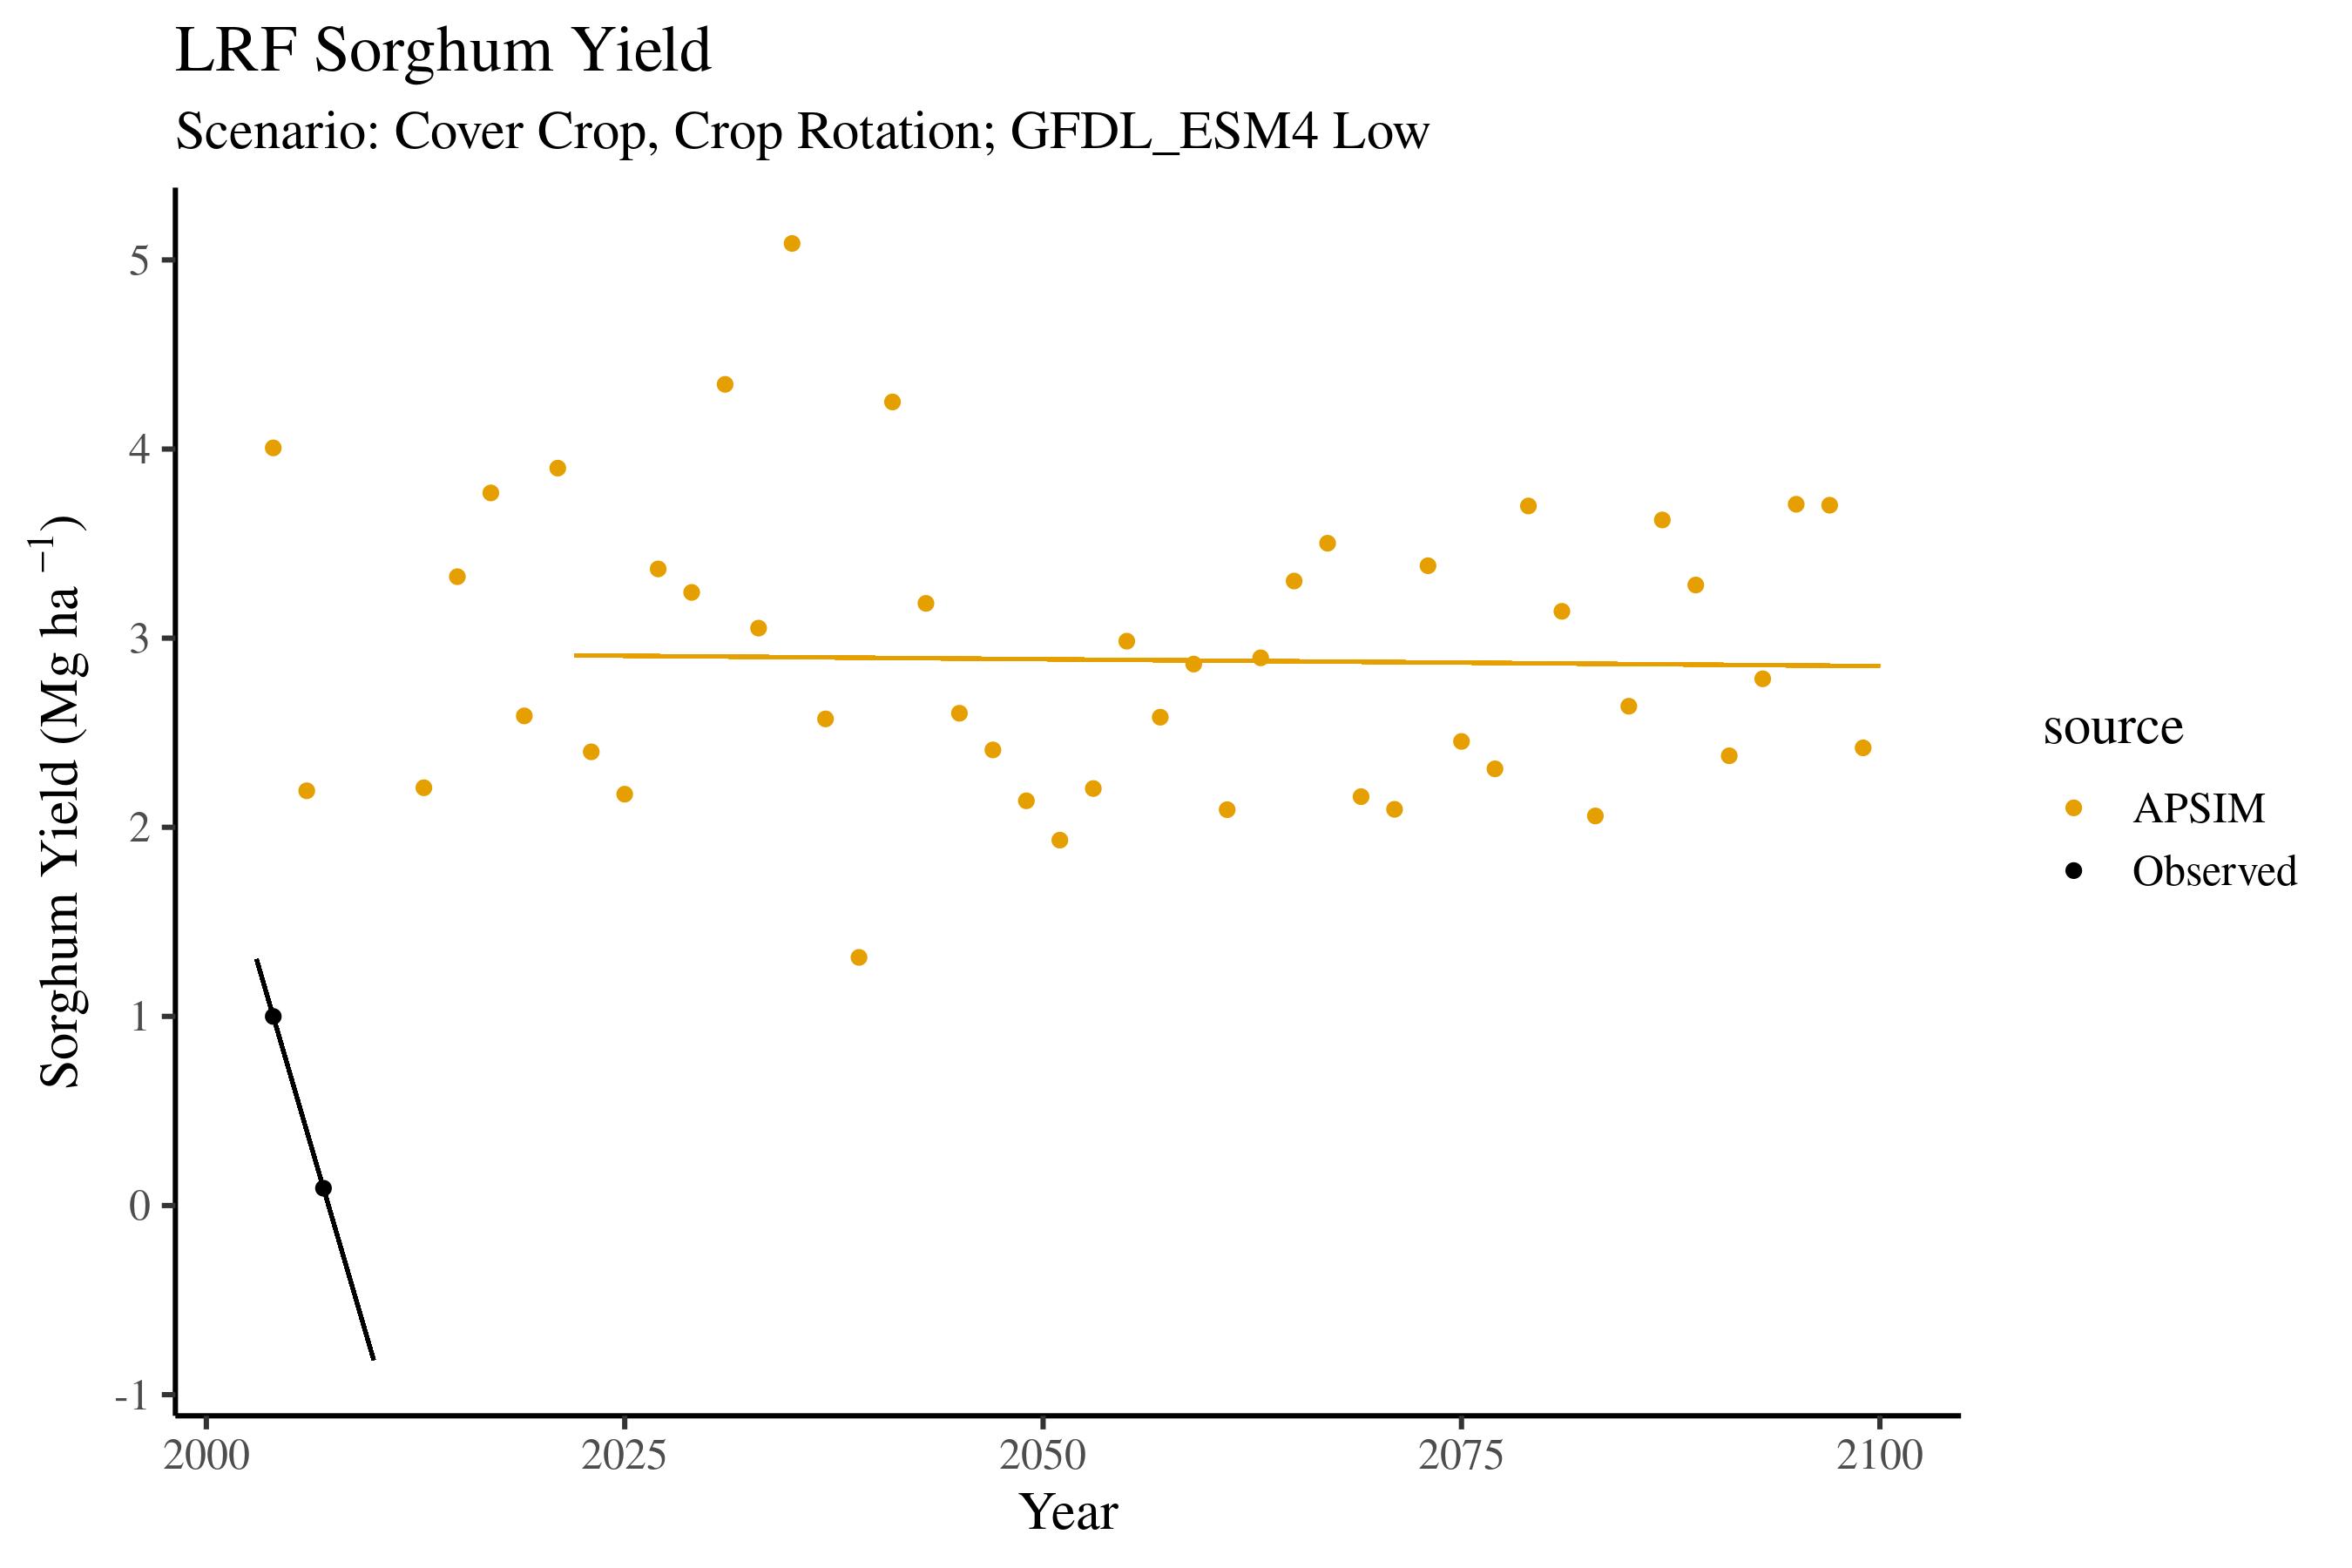 LRF Sorghum Yield
Scenario: Cover Crop, Crop Rotation; GFDL_ESM4 Low
Sorghum Yield (Mg ha −1)
5
4
3
2
1
0
-1
2000 2025 2050 2075 2100
Year
source
APSIM
Observed